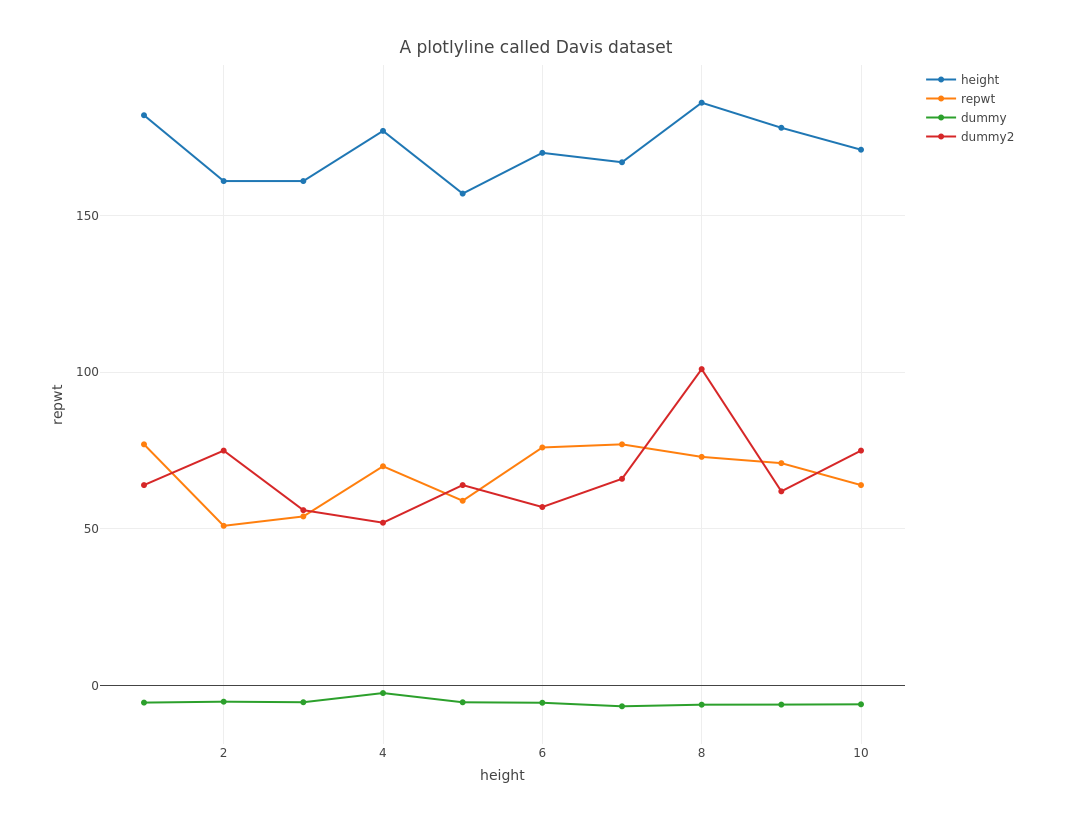 A plotlyline called Davis dataset
height
repwt
dummy
dummy2
150
100
50
0
repwt
2 4 6 8 10
height